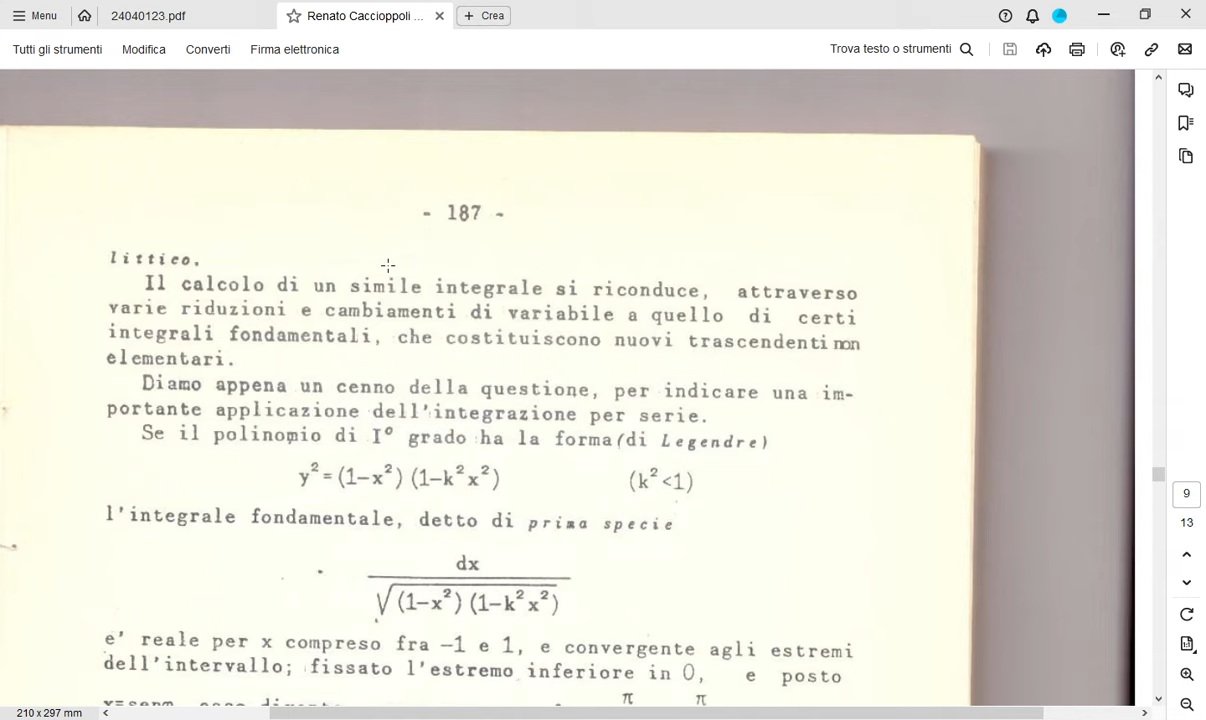 Menu
24040123.pdf
Renato Caccioppoli ...
Crea
Tutti gli strumenti
Modifica
Converti
Firma elettronica
Trova testo o strumenti
- 187 -
littico.
Il calcolo di un simile integrale si riconduce, attraverso
varie riduzioni e cambiamenti di variabile a quello di certi
integrali fondamentali, che costituiscono nuovi trascendenti non
elementari.
Diamo appena un cenno della questione, per indicare una im-
portante applicazione dell'integrazione per serie.
Se il polinomio di I° grado ha la forma(di Legendre)
y²=(1-x²)(1-k²x²) (k²<1)
l'integrale fondamentale, detto di prima specie
dx
√(1-x²)(1-k²x²)
e' reale per x compreso fra -1 e 1, e convergente agli estremi
dell'intervallo; fissato l'estremo inferiore in 0, e posto
π π
9
13
210 x 297 mm